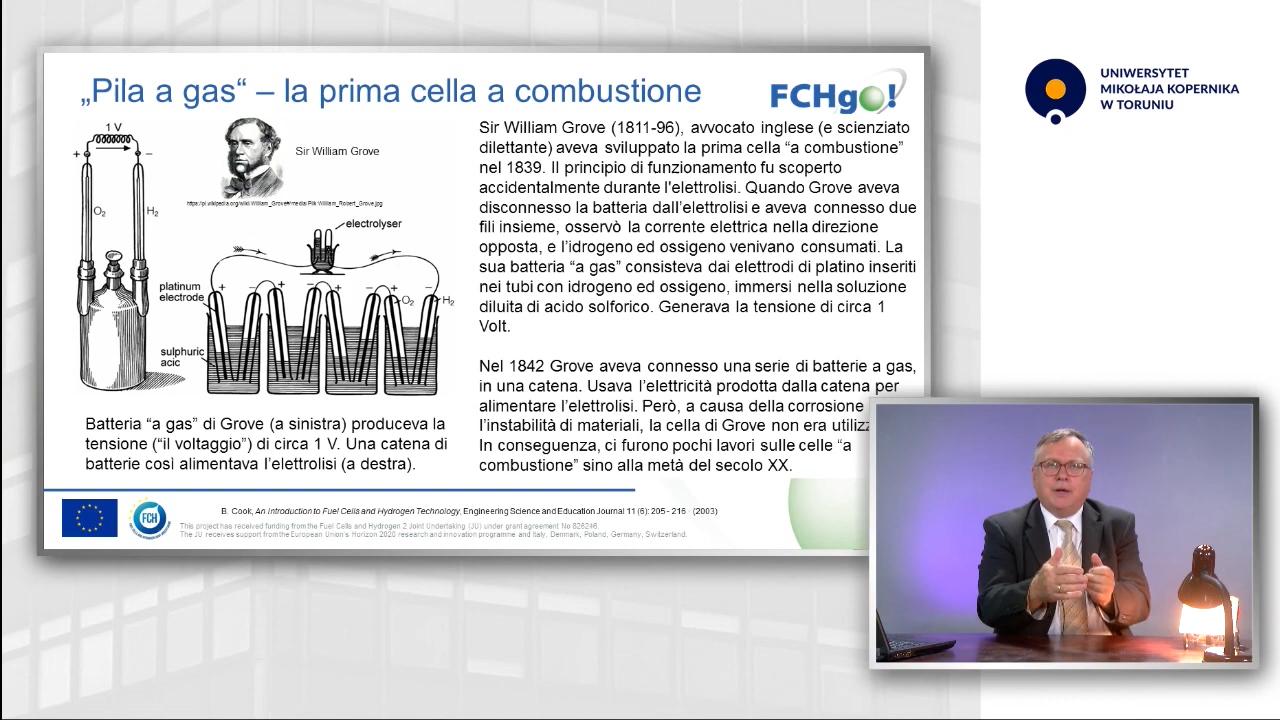 „Pila a gas“ – la prima cella a combustione
FCHgo!
UNIWERSYTET
MIKOŁAJA KOPERNIKA
W TORUNIU
1 V
+
−
O2
H2
Sir William Grove
https://pl.wikipedia.org/wiki/William_Grove#/media/Plik:William_Robert_Grove.jpg
electrolyser
platinum
electrode
+
−
+
−
+
−
+
−
O2
H2
sulphuric
acic
Batteria “a gas” di Grove (a sinistra) produceva la
tensione (“il voltaggio”) di circa 1 V. Una catena di
batterie così alimentava l’elettrolisi (a destra).
Sir William Grove (1811-96), avvocato inglese (e scienziato
dilettante) aveva sviluppato la prima cella “a combustione”
nel 1839. Il principio di funzionamento fu scoperto
accidentalmente durante l'elettrolisi. Quando Grove aveva
disconnesso la batteria dall’elettrolisi e aveva connesso due
fili insieme, osservò la corrente elettrica nella direzione
opposta, e l’idrogeno ed ossigeno venivano consumati. La
sua batteria “a gas” consisteva dai elettrodi di platino inseriti
nei tubi con idrogeno ed ossigeno, immersi nella soluzione
diluita di acido solforico. Generava la tensione di circa 1
Volt.
Nel 1842 Grove aveva connesso una serie di batterie a gas,
in una catena. Usava l’elettricità prodotta dalla catena per
alimentare l’elettrolisi. Però, a causa della corrosione
l’instabilità di materiali, la cella di Grove non era utiliz
In conseguenza, ci furono pochi lavori sulle celle “a
combustione” sino alla metà del secolo XX.
FCH
B. Cook, An introduction to Fuel Cells and Hydrogen Technology, Engineering Science and Education Journal 11 (6): 205 - 216 · (2003)
This project has received funding from the Fuel Cells and Hydrogen 2 Joint Undertaking (JU) under grant agreement No 826246.
The JU receives support from the European Union’s Horizon 2020 research and innovation programme and Italy, Denmark, Poland, Germany, Switzerland.